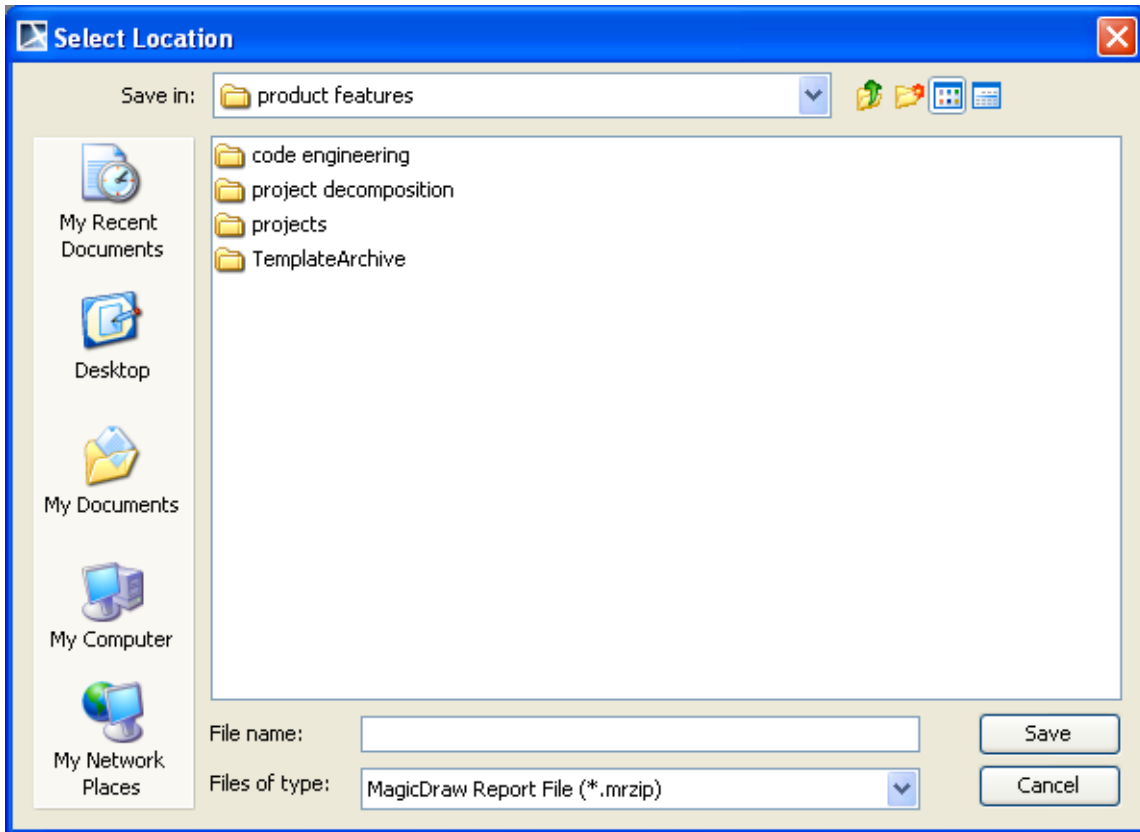 Select Location
Save in:
product features
code engineering
project decomposition
projects
TemplateArchive
My Recent
Documents
Desktop
My Documents
My Computer
My Network
Places
File name:
Save
Files of type:
MagicDraw Report File (*.mrzip)
Cancel